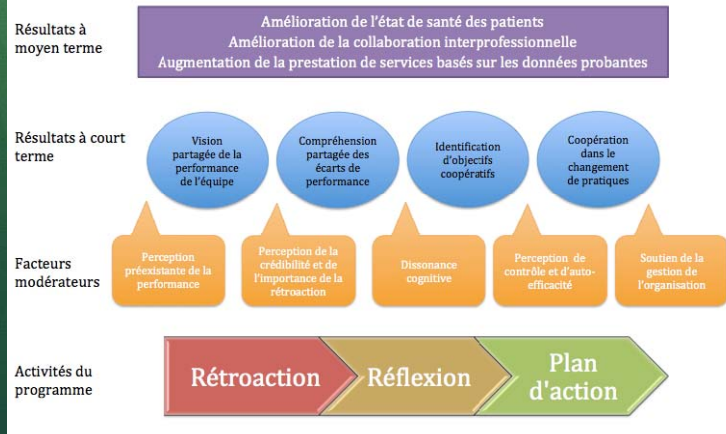 Résultats à
moyen terme
Amélioration de l'état de santé des patients
Amélioration de la collaboration interprofessionnelle
Augmentation de la prestation de services basés sur les données probantes
Résultats à court
terme
Vision
partagée de la
performance
de l'équipe
Compréhension
partagée des
écarts de
performance
Identification
d'objectifs
coopératifs
Coopération
dans le
changement
de pratiques
Facteurs
modérateurs
Perception
préexistante de la
performance
Perception de la
crédibilité et de
l'importance de la
rétroaction
Dissonance
cognitive
Perception de
contrôle et d'auto-
efficacité
Soutien de la
gestion de
l'organisation
Activités du
programme
Rétroaction
Réflexion
Plan
d'action